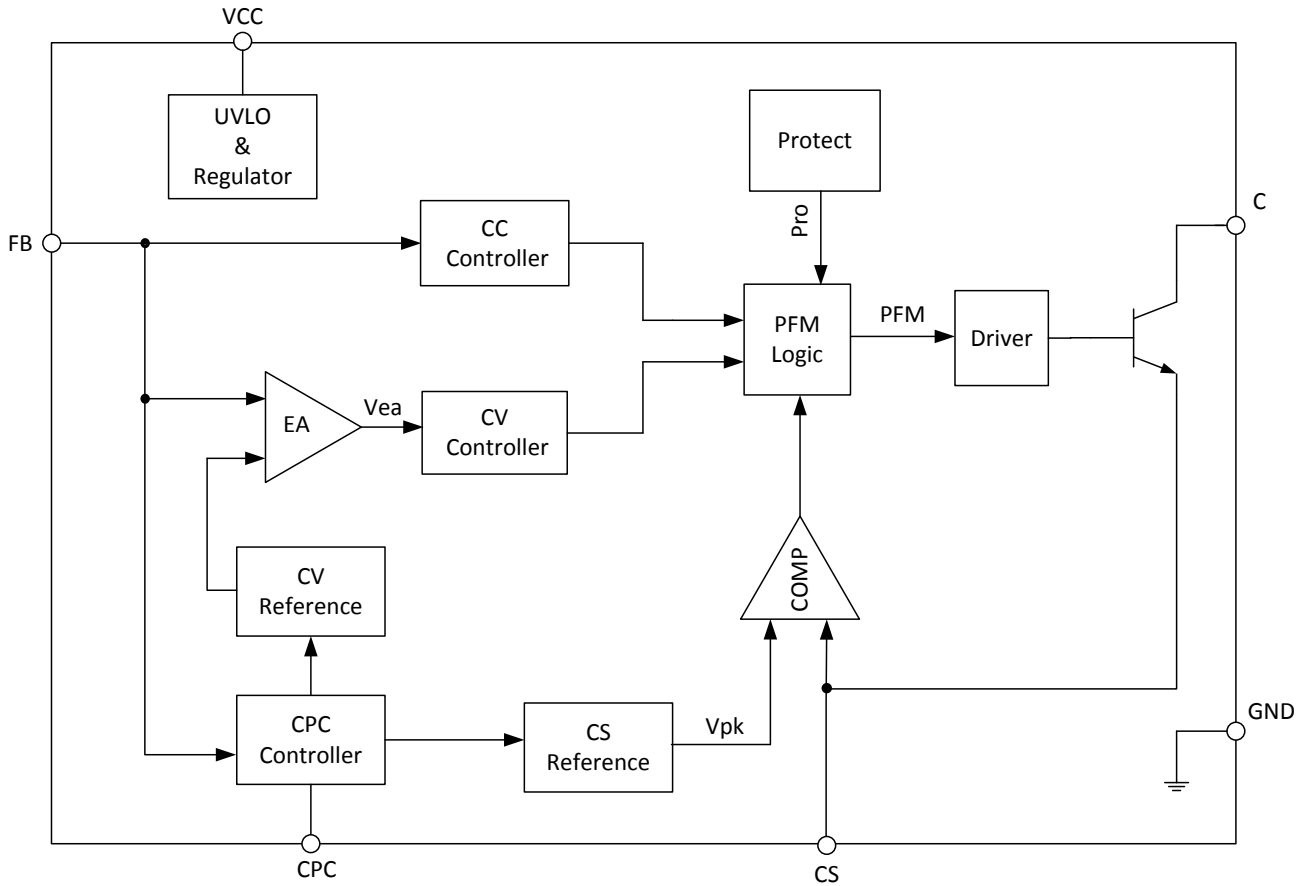 VCC
UVLO
&
Regulator
Protect
C
FB
CC
Controller
Pro
PFM
Logic
PFM
Driver
EA
Vea
CV
Controller
COMP
CV
Reference
CPC
Controller
CS
Reference
Vpk
GND
CPC
CS